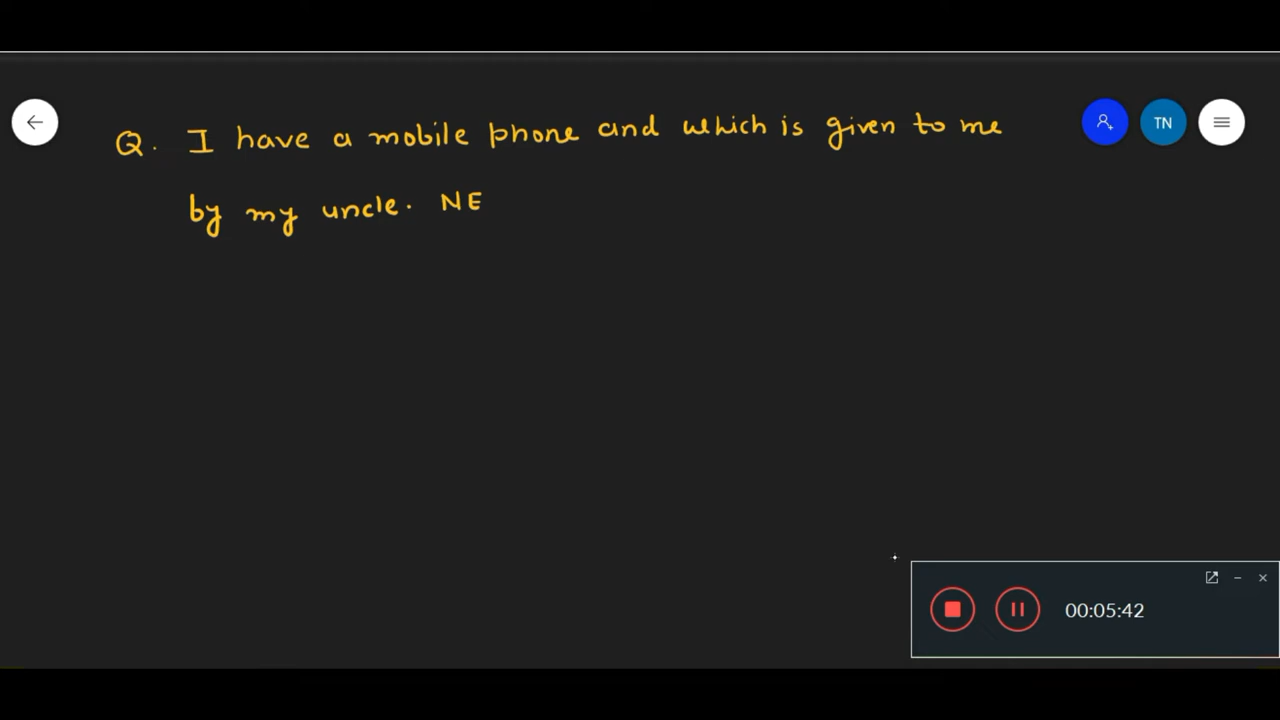 Q. I have a mobile phone and which is given to me
TN
by my uncle. NE
00:05:42